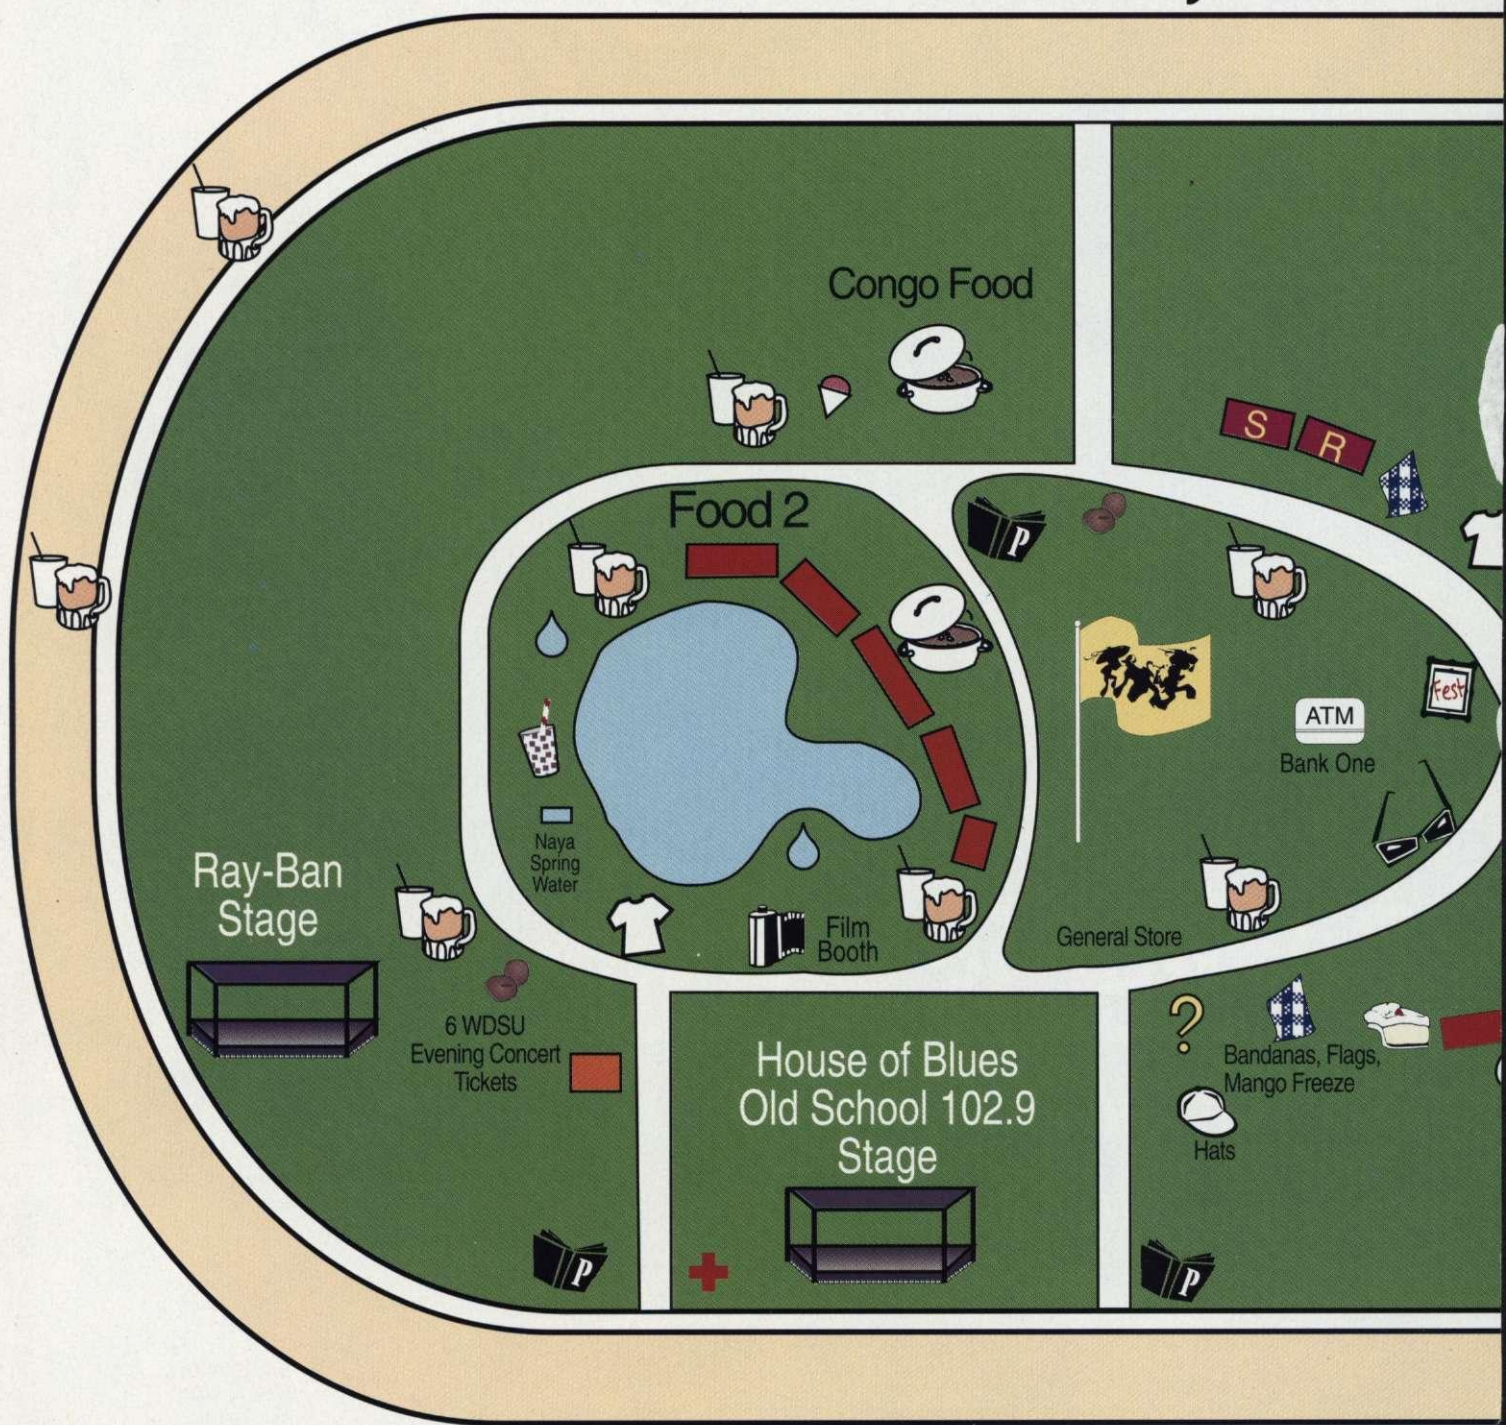 Congo Food
S
R
Food 2
P
Fest
ATM
Bank One
Naya
Spring
Water
Ray-Ban
Stage
Film
Booth
General Store
6 WDSU
Evening Concert
Tickets
House of Blues
Old School 102.9
Stage
?
Bandanas, Flags,
Mango Freeze
Hats
P
P